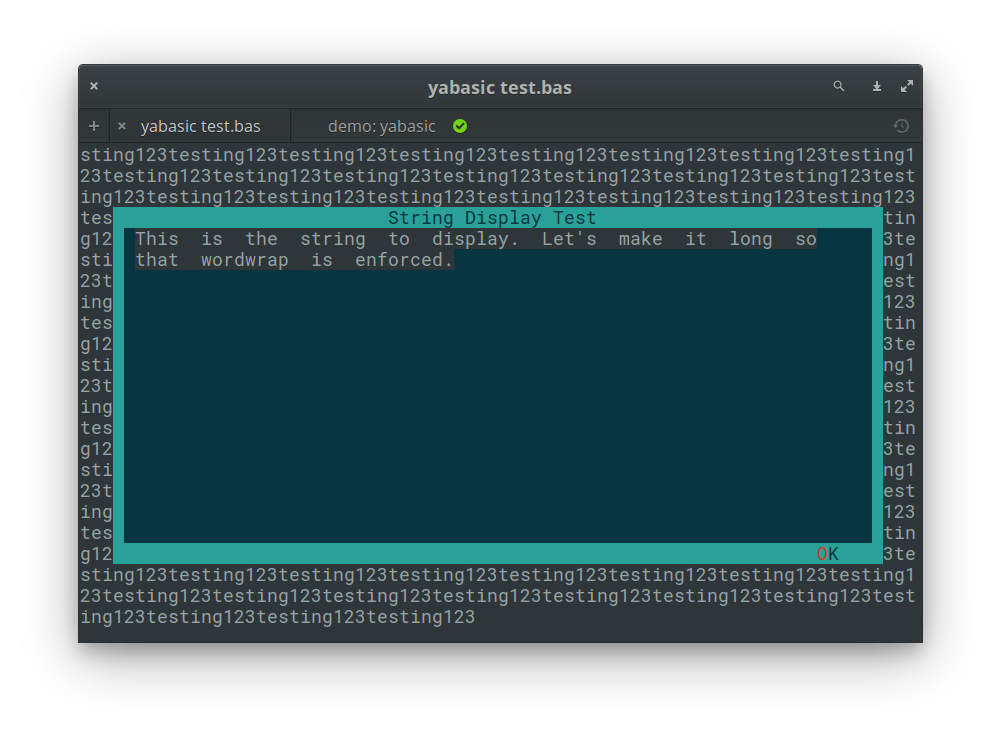 yabasic test.bas
yabasic test.bas demo: yabasic
sting123testing123testing123testing123testing123testing123testing123testing1
23testing123testing123testing123testing123testing123testing123testing123test
ing123testing123testing123testing123testing123testing123testing123testing123
tes String Display Test tin
g12 This is the string to display. Let's make it long so 3te
sti that wordwrap is enforced. ng1
23t est
ing 123
tes tin
g12 3te
sti ng1
23t est
ing 123
tes tin
g12 3te
sti ng1
23t est
ing 123
tes tin
g12 OK 3te
sting123testing123testing123testing123testing123testing123testing123testing1
23testing123testing123testing123testing123testing123testing123testing123test
ing123testing123testing123testing123